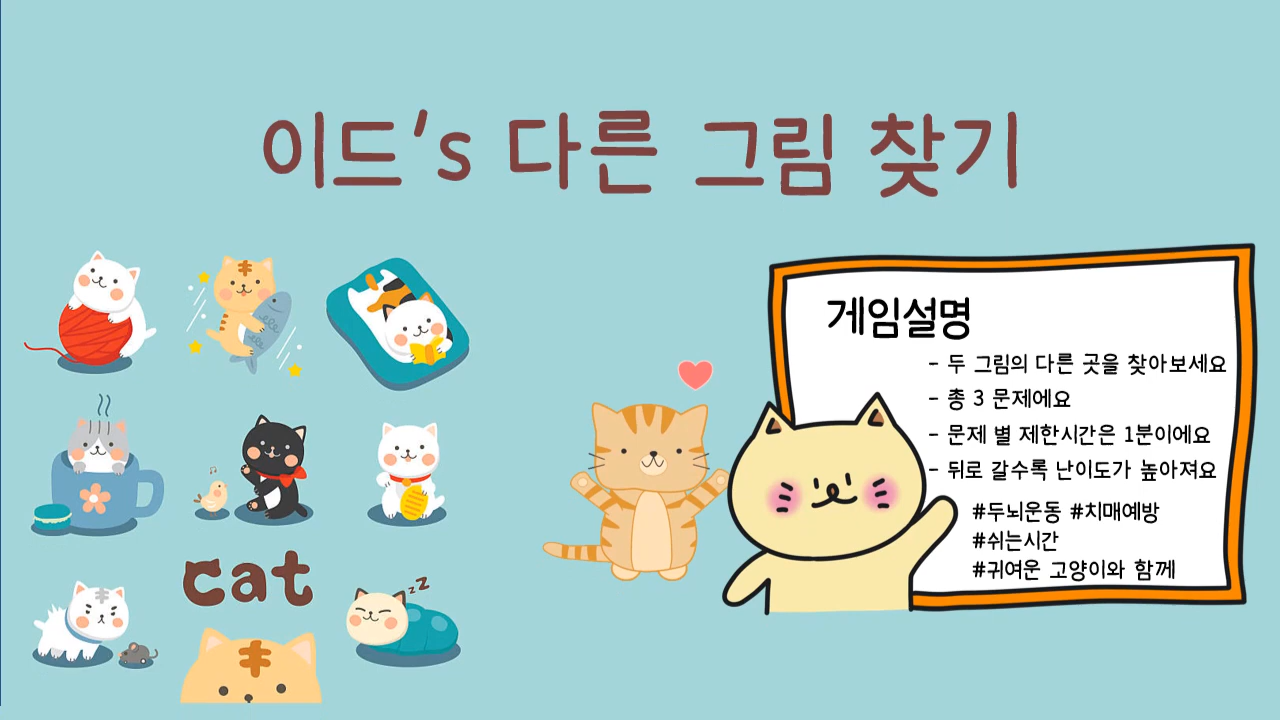 이드's 다른 그림 찾기
게임설명
- 두 그림의 다른 곳을 찾아보세요
- 총 3 문제에요
- 문제 별 제한시간은 1분이에요
- 뒤로 갈수록 난이도가 높아져요
#두뇌운동 #치매예방
#쉬는시간
#귀여운 고양이와 함께
cat
zzZ